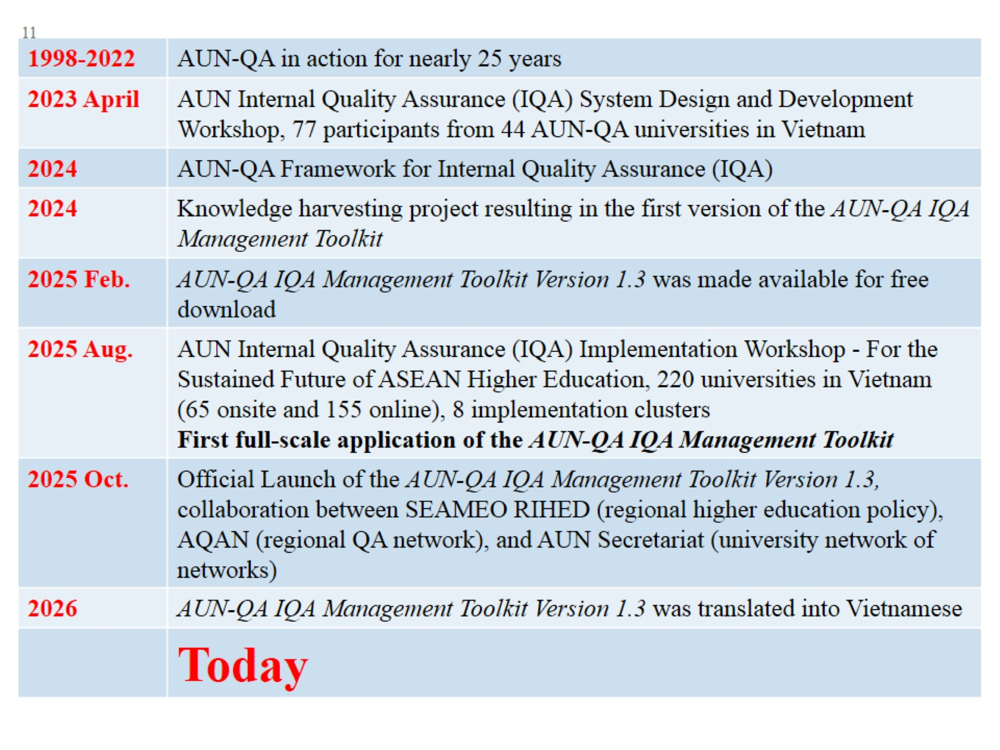 11
1998-2022 AUN-QA in action for nearly 25 years
2023 April AUN Internal Quality Assurance (IQA) System Design and Development
Workshop, 77 participants from 44 AUN-QA universities in Vietnam
2024 AUN-QA Framework for Internal Quality Assurance (IQA)
2024 Knowledge harvesting project resulting in the first version of the AUN-QA IQA
Management Toolkit
2025 Feb. AUN-QA IQA Management Toolkit Version 1.3 was made available for free
download
2025 Aug. AUN Internal Quality Assurance (IQA) Implementation Workshop - For the
Sustained Future of ASEAN Higher Education, 220 universities in Vietnam
(65 onsite and 155 online), 8 implementation clusters
First full-scale application of the AUN-QA IQA Management Toolkit
2025 Oct. Official Launch of the AUN-QA IQA Management Toolkit Version 1.3,
collaboration between SEAMEO RIHED (regional higher education policy),
AQAN (regional QA network), and AUN Secretariat (university network of
networks)
2026 AUN-QA IQA Management Toolkit Version 1.3 was translated into Vietnamese
Today